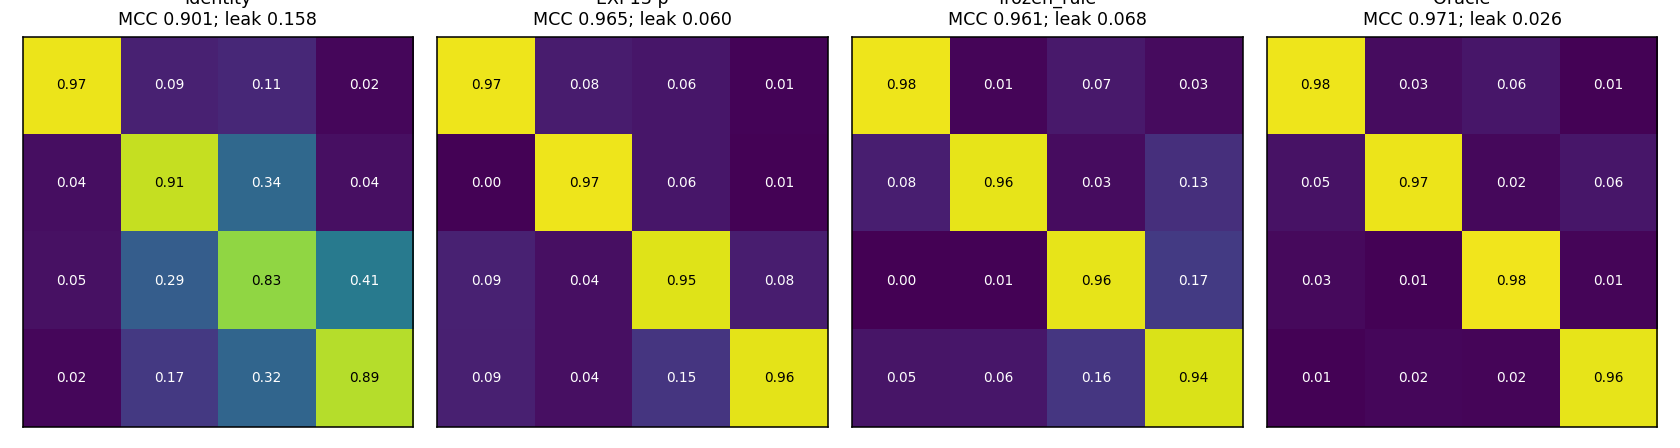 MCC 0.901; leak 0.158
0.97 0.09 0.11 0.02
0.04 0.91 0.34 0.04
0.05 0.29 0.83 0.41
0.02 0.17 0.32 0.89
MCC 0.965; leak 0.060
0.97 0.08 0.06 0.01
0.00 0.97 0.06 0.01
0.09 0.04 0.95 0.08
0.09 0.04 0.15 0.96
frozen_rule
MCC 0.961; leak 0.068
0.98 0.01 0.07 0.03
0.08 0.96 0.03 0.13
0.00 0.01 0.96 0.17
0.05 0.06 0.16 0.94
Oracle
MCC 0.971; leak 0.026
0.98 0.03 0.06 0.01
0.05 0.97 0.02 0.06
0.03 0.01 0.98 0.01
0.01 0.02 0.02 0.96